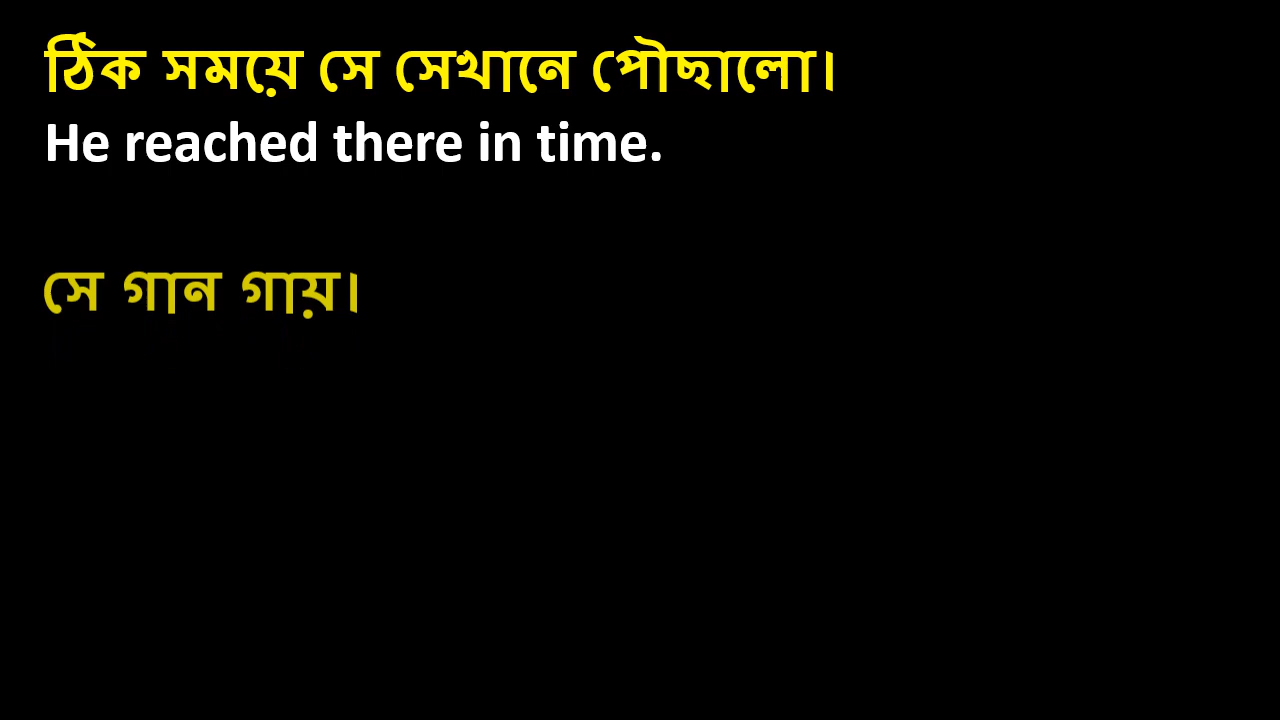 ঠিক সময়ে সে সেখানে পৌছালো।
He reached there in time.
সে গান গায়।